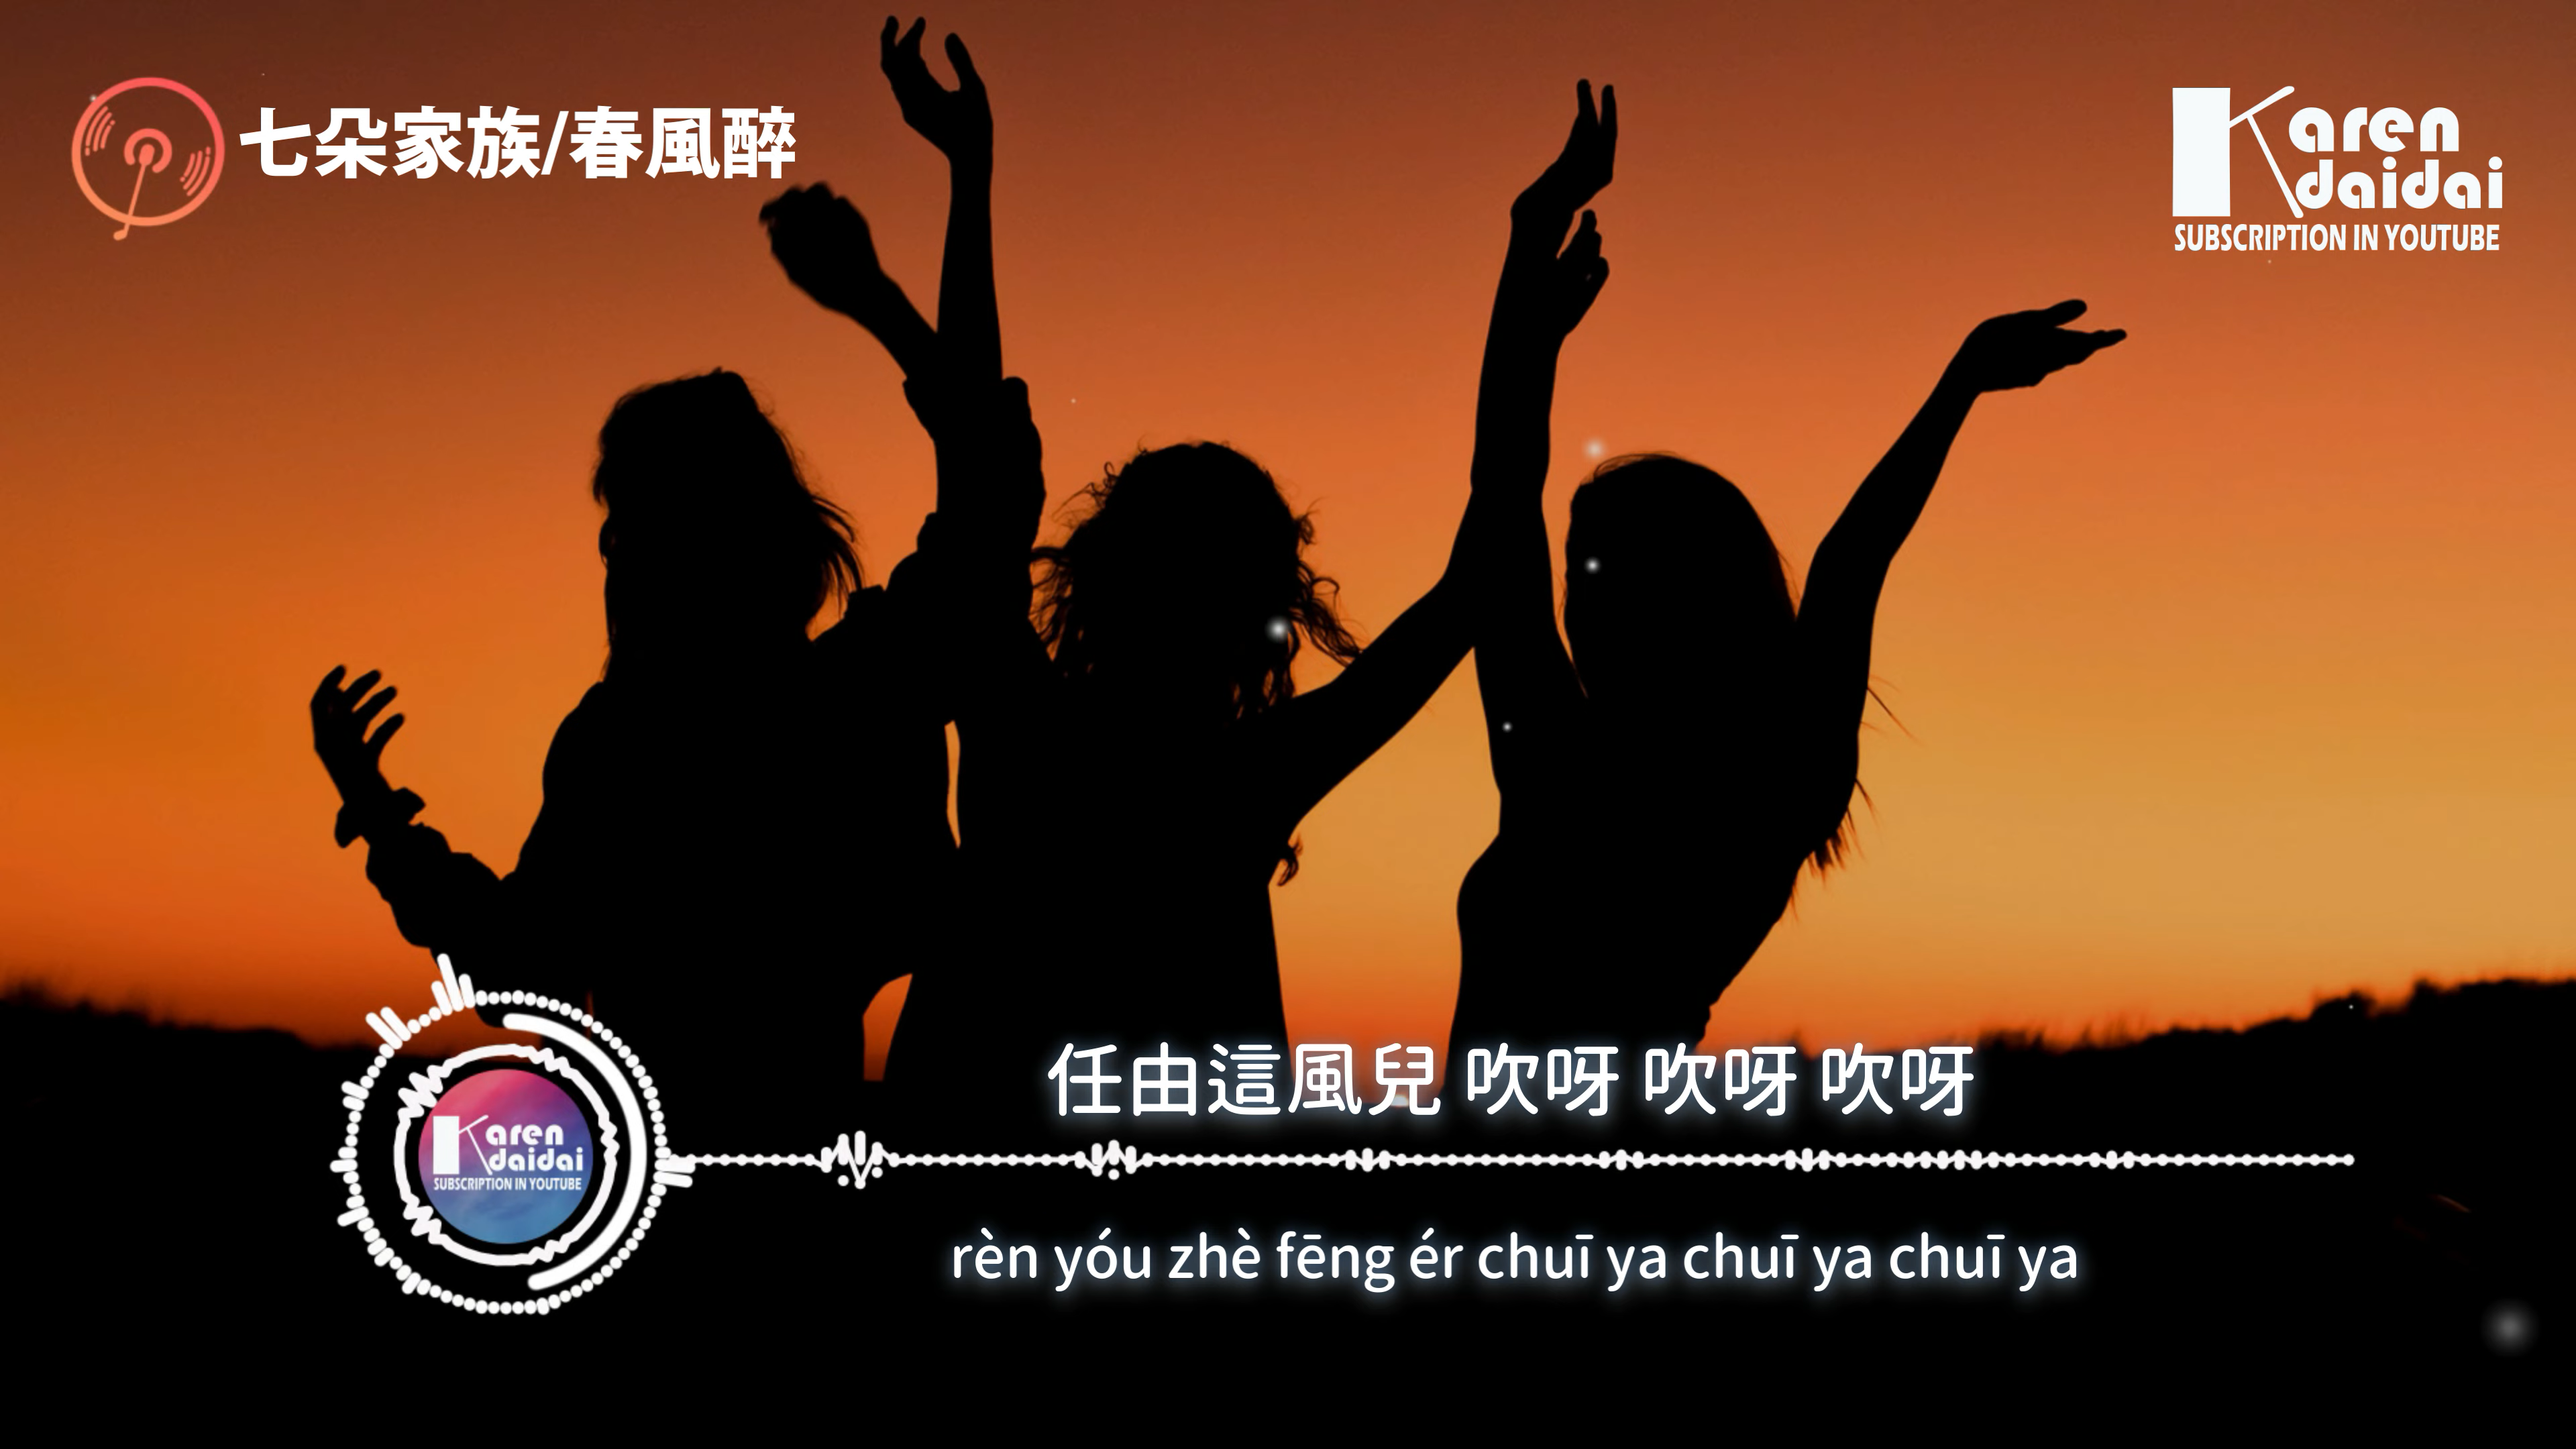 七朵家族/春風醉
Karen
daidai
SUBSCRIPTION IN YOUTUBE
任由這風兒 吹呀 吹呀 吹呀
Karen
daidai
SUBSCRIPTION IN YOUTUBE
rèn yóu zhè fēng ér chuī ya chuī ya chuī ya